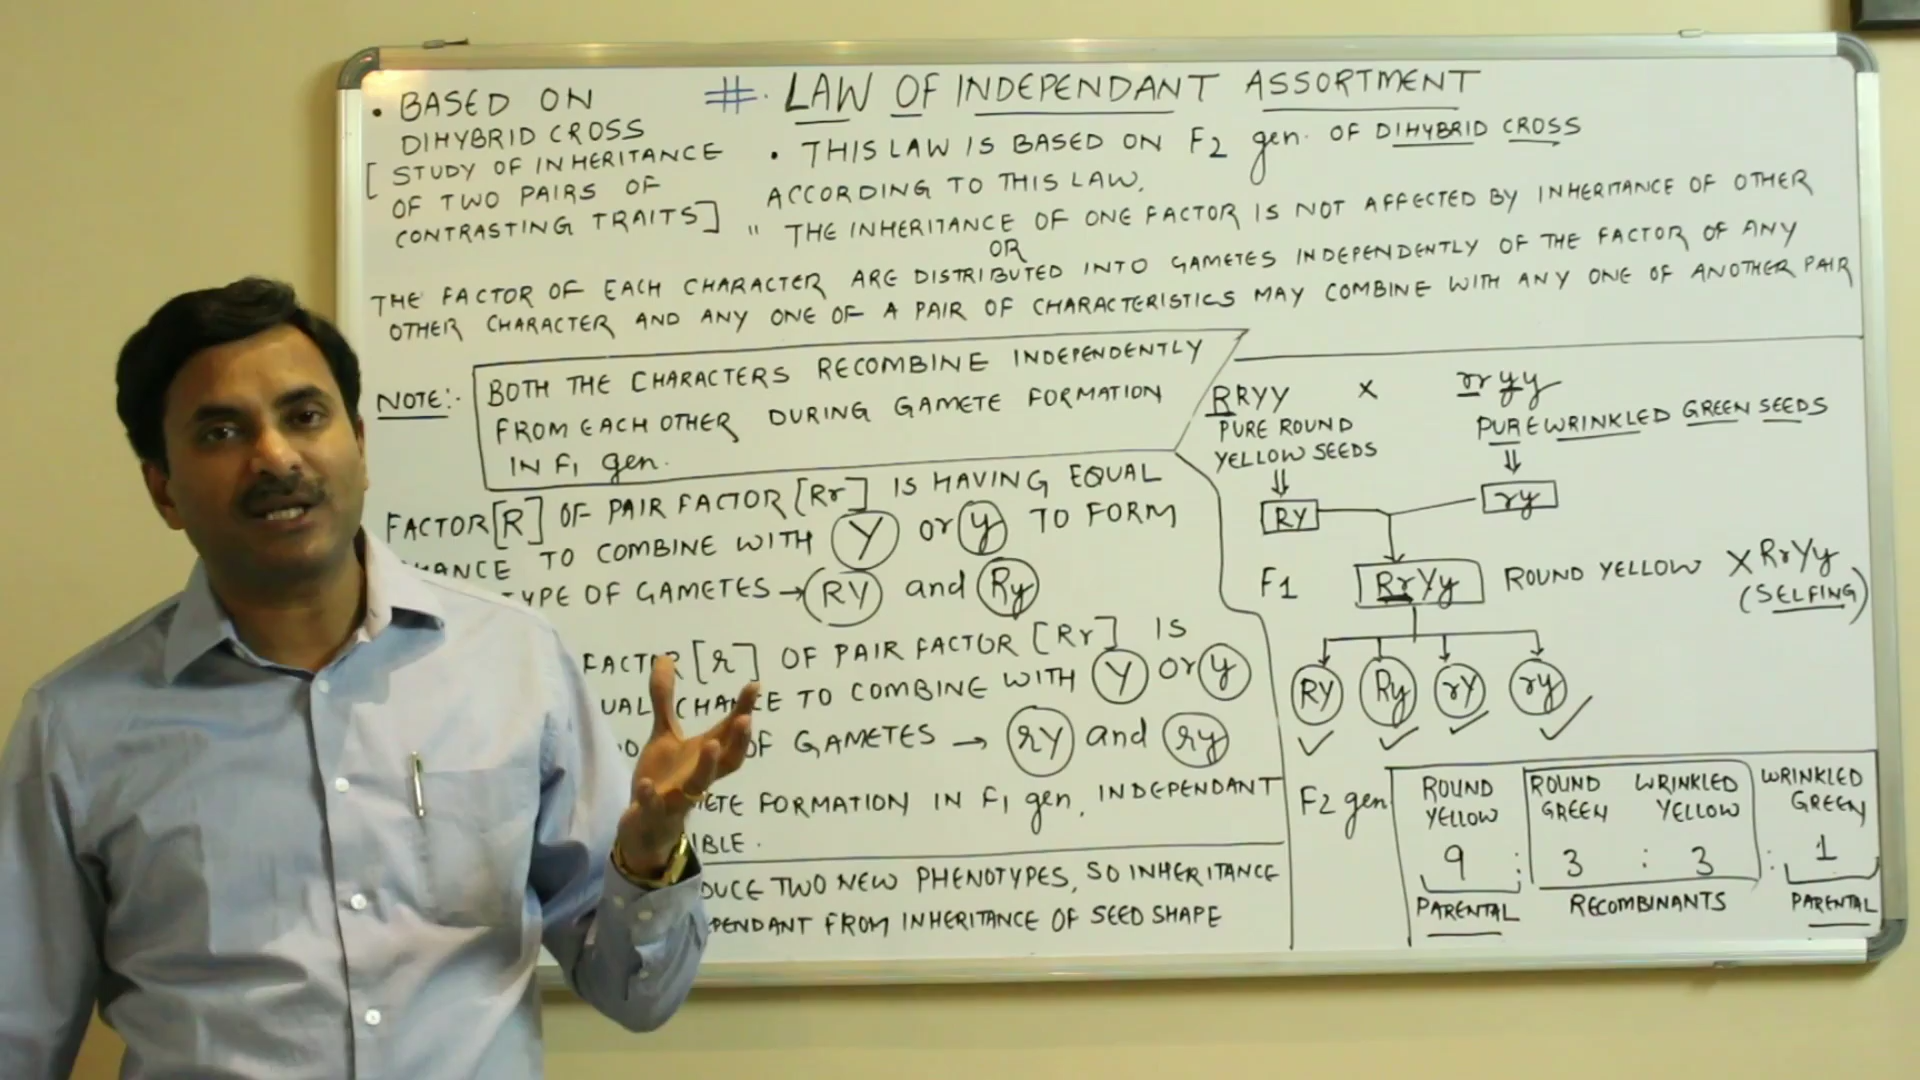 # LAW OF INDEPENDANT ASSORTMENT
• BASED ON
DIHYBRID CROSS
[ STUDY OF INHERITANCE
OF TWO PAIRS OF
CONTRASTING TRAITS ]
• THIS LAW IS BASED ON F2 gen. OF DIHYBRID CROSS
ACCORDING TO THIS LAW,
" THE INHERITANCE OF ONE FACTOR IS NOT AFFECTED BY INHERITANCE OF OTHER
OR
THE FACTOR OF EACH CHARACTER ARE DISTRIBUTED INTO GAMETES INDEPENDENTLY OF THE FACTOR OF ANY
OTHER CHARACTER AND ANY ONE OF A PAIR OF CHARACTERISTICS MAY COMBINE WITH ANY ONE OF ANOTHER PAIR
NOTE:-
BOTH THE CHARACTERS RECOMBINE INDEPENDENTLY
FROM EACH OTHER DURING GAMETE FORMATION
IN F1 gen.
FACTOR [R] OF PAIR FACTOR [Rr] IS HAVING EQUAL
TO COMBINE WITH Y or y TO FORM
TYPE OF GAMETES → RY and Ry
FACTOR [r] OF PAIR FACTOR [Rr] IS
CHANCE TO COMBINE WITH Y or y
OF GAMETES → rY and ry
FORMATION IN F1 gen, INDEPENDANT
TWO NEW PHENOTYPES, SO INHERITANCE
FROM INHERITANCE OF SEED SHAPE
RRYY × rryy
PURE ROUND
YELLOW SEEDS
PURE WRINKLED GREEN SEEDS
RY ry
F1 RrYy ROUND YELLOW X RrYy
(SELFING)
RY Ry rY ry
F2 gen
ROUND YELLOW
ROUND GREEN
WRINKLED YELLOW
WRINKLED GREEN
9 : 3 : 3 : 1
PARENTAL RECOMBINANTS PARENTAL